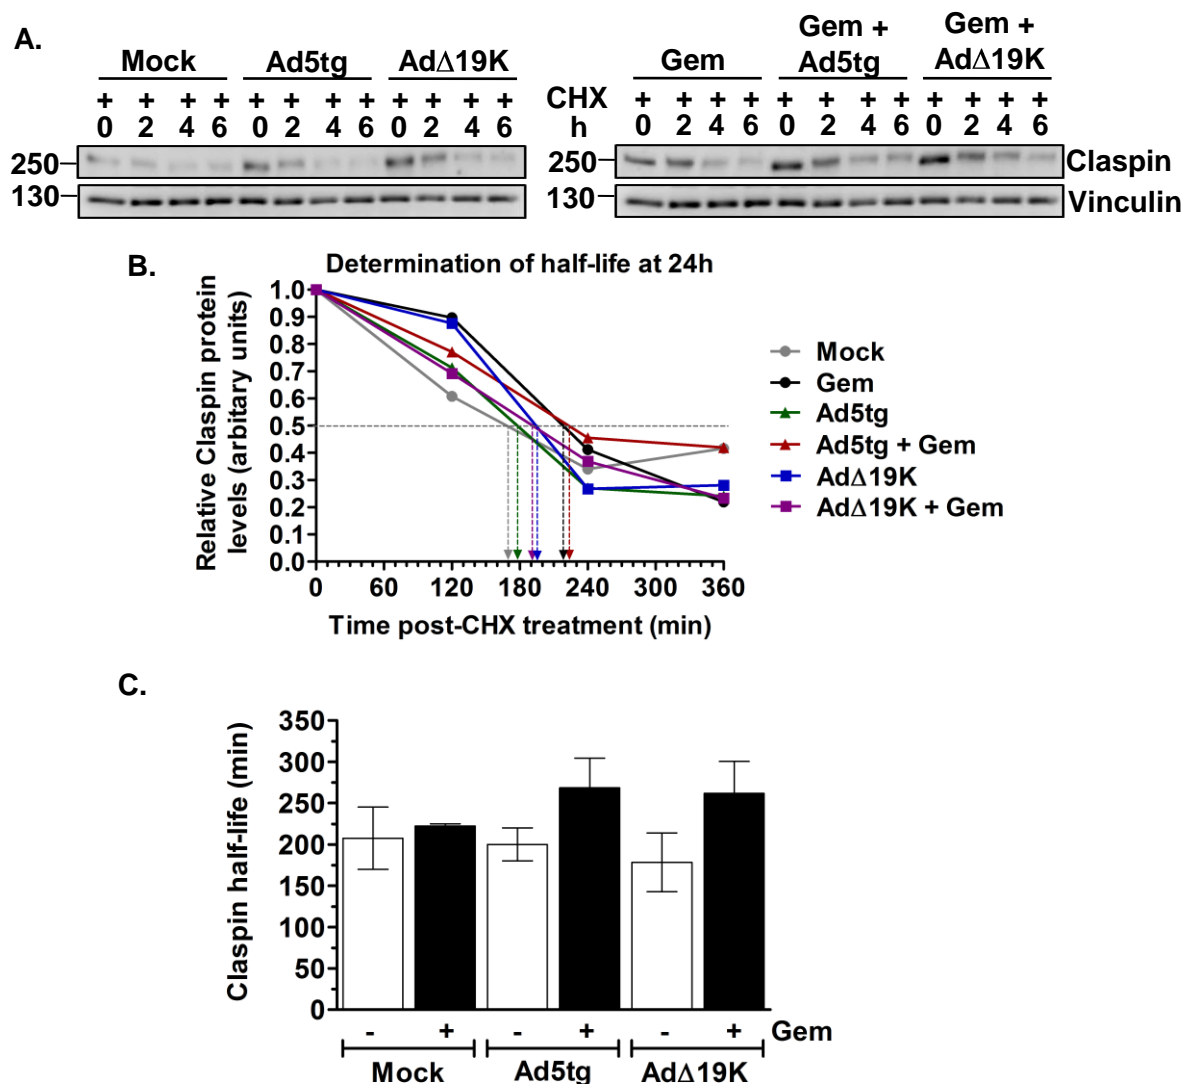 A.
Mock Ad5tg AdΔ19K
+ + + + + + + + + + + +
0 2 4 6 0 2 4 6 0 2 4 6
250
130
CHX
h
Gem
Gem +
Ad5tg
Gem +
AdΔ19K
+ + + + + + + + + + + +
0 2 4 6 0 2 4 6 0 2 4 6
250
Claspin
130
Vinculin
B.
Determination of half-life at 24h
Relative Claspin protein
levels (arbitary units)
1.0
0.9
0.8
0.7
0.6
0.5
0.4
0.3
0.2
0.1
0.0
0 60 120 180 240 300 360
Time post-CHX treatment (min)
Mock
Gem
Ad5tg
Ad5tg + Gem
AdΔ19K
AdΔ19K + Gem
C.
Claspin half-life (min)
350
300
250
200
150
100
50
0
- + - + - + Gem
Mock Ad5tg AdΔ19K